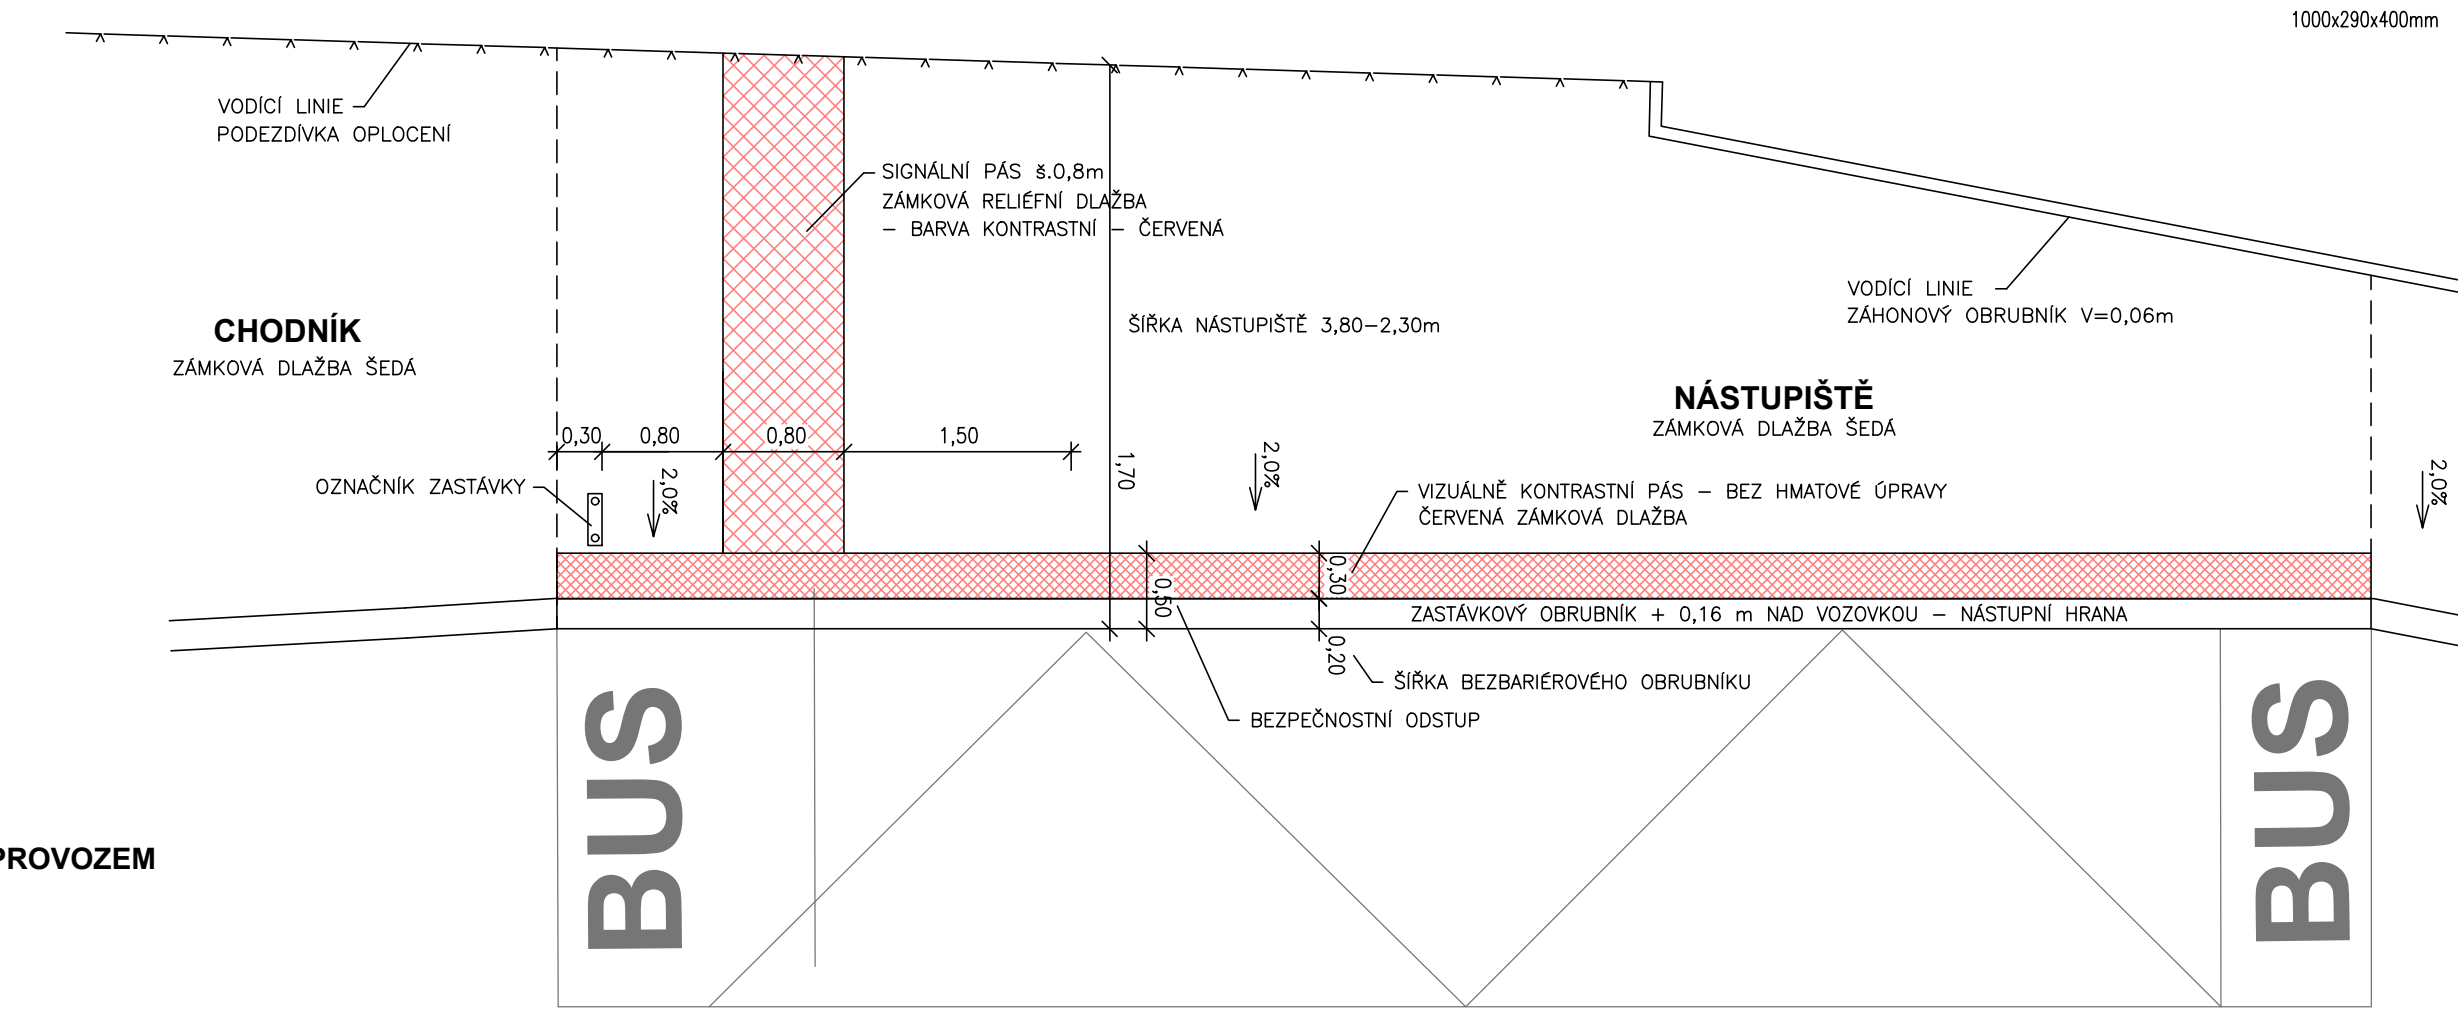 1000x290x400mm
VODÍCÍ LINIE
PODEZDÍVKA OPLOCENÍ
SIGNÁLNÍ PÁS š.0,8m
ZÁMKOVÁ RELIÉFNÍ DLAŽBA
– BARVA KONTRASTNÍ – ČERVENÁ
VODÍCÍ LINIE
ZÁHONOVÝ OBRUBNÍK V=0,06m
CHODNÍK
ZÁMKOVÁ DLAŽBA ŠEDÁ
ŠÍŘKA NÁSTUPIŠTĚ 3,80–2,30m
NÁSTUPIŠTĚ
ZÁMKOVÁ DLAŽBA ŠEDÁ
0,30
0,80
0,80
1,50
1,70
2,0%
2,0%
2,0%
OZNAČNÍK ZASTÁVKY
VIZUÁLNĚ KONTRASTNÍ PÁS – BEZ HMATOVÉ ÚPRAVY
ČERVENÁ ZÁMKOVÁ DLAŽBA
0,50
0,30
ZASTÁVKOVÝ OBRUBNÍK + 0,16 m NAD VOZOVKOU – NÁSTUPNÍ HRANA
0,20
ŠÍŘKA BEZBARIÉROVÉHO OBRUBNÍKU
BEZPEČNOSTNÍ ODSTUP
BUS
BUS
PROVOZEM